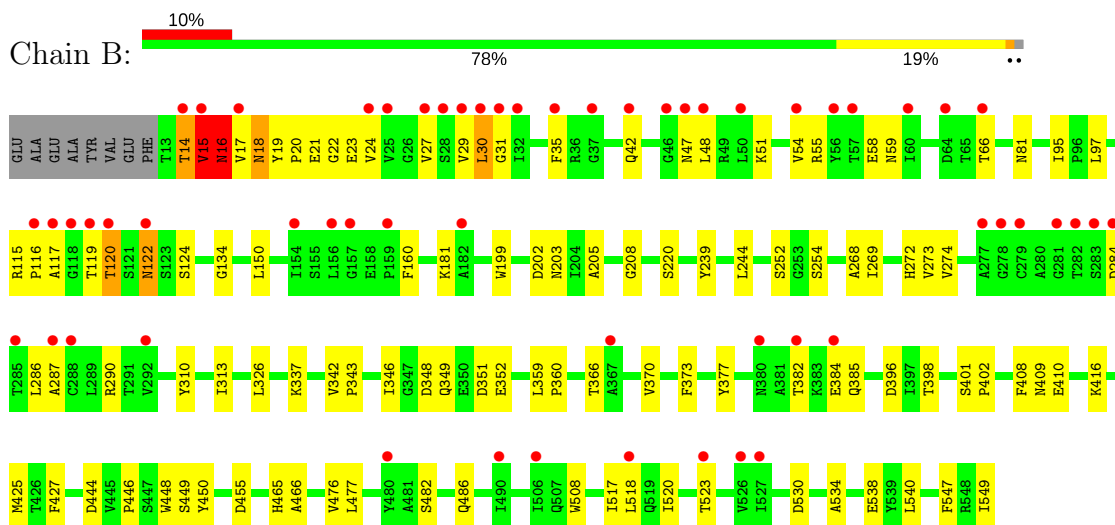 10%
Chain B:
78% 19% ••
GLU ALA GLU ALA TYR VAL GLU PHE T13 T14 V15 N16 V17 N18 Y19 P20 E21 G22 E23 V24 V25 G26 V27 S28 V29 L30 G31 I32 F35 R36 G37 Q42 G46 N47 L48 R49 L50 K51 V54 R55 Y56 T57 E58 N59 I60 D64 T65 T66 N81 I95 P96 L97
R115 P116 A117 G118 T119 T120 S121 N122 S123 S124 G134 L150 I154 S155 L156 G157 E158 P159 F160 K181 A182 W199 D202 N203 I204 A205 G208 S220 Y239 L244 S252 G253 S254 A268 I269 H272 V273 V274 A277 G278 C279 A280 G281 T282 S283 D284
T285 L286 A287 C288 L289 R290 T291 V292 Y310 I313 L326 K337 V342 P343 I346 G347 D348 Q349 E350 D351 E352 L359 P360 T366 A367 V370 F373 Y377 N380 A381 T382 K383 E384 Q385 D396 I397 T398 S401 P402 F408 N409 E410 K416
M425 T426 F427 D444 V445 P446 S447 W448 S449 Y450 D455 H465 A466 V476 L477 Y480 A481 S482 Q486 I490 I506 Q507 W508 I517 L518 Q519 I520 T523 V526 I527 D530 A534 E538 Y539 L540 F547 R548 I549